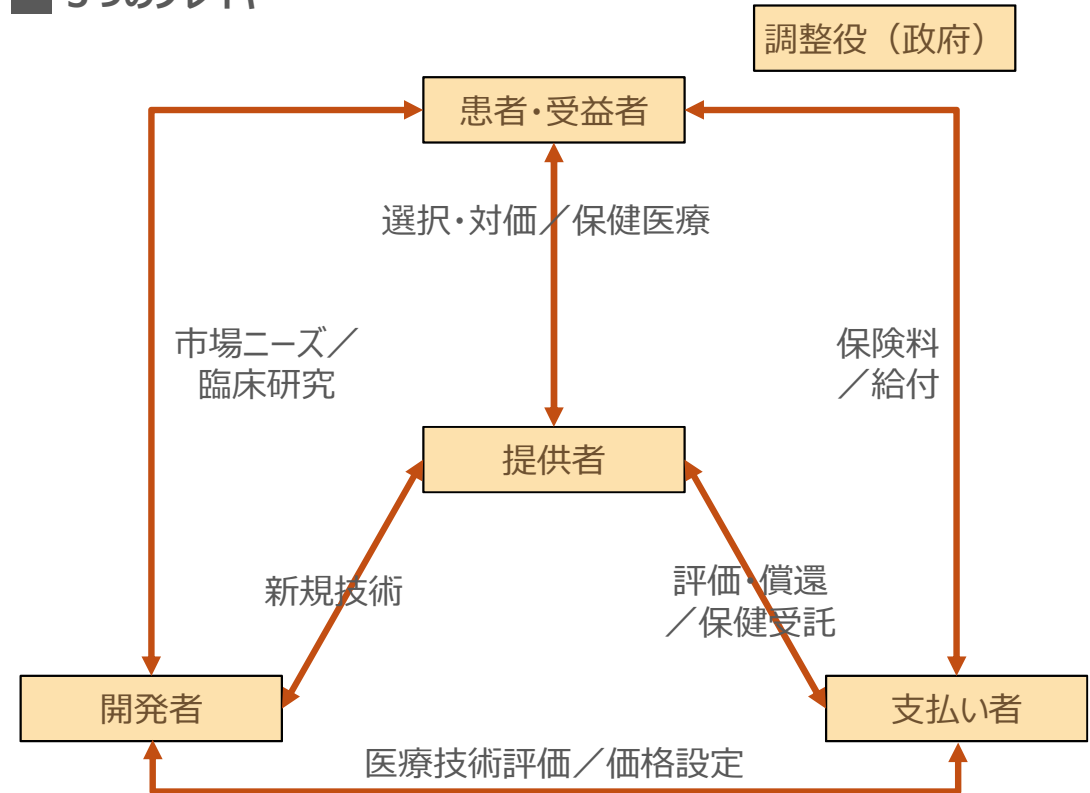 調整役（政府）
患者･受益者
選択･対価／保健医療
市場ニーズ／
臨床研究
保険料
／給付
提供者
新規技術
評価･償還
／保健受託
開発者
支払い者
医療技術評価／価格設定